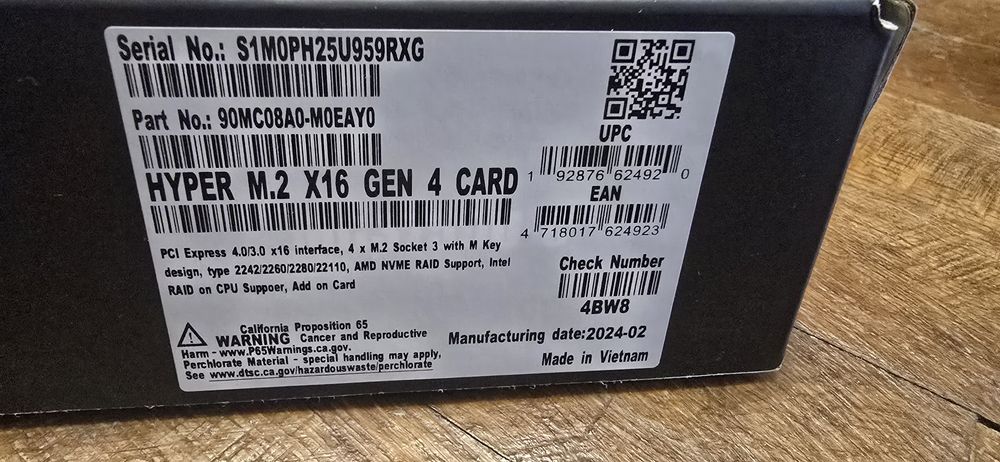 Serial No.: S1M0PH25U959RXG
Part No.: 90MC08A0-M0EAY0
HYPER M.2 X16 GEN 4 CARD
PCI Express 4.0/3.0 x16 interface, 4 x M.2 Socket 3 with M Key
design, type 2242/2260/2280/22110, AMD NVME RAID Support, Intel
RAID on CPU Suppoer, Add on Card
California Proposition 65
WARNING Cancer and Reproductive
Harm - www.P65Warnings.ca.gov.
Perchlorate Material - special handling may apply,
See www.dtsc.ca.gov/hazardouswaste/perchlorate
UPC
1 92876 62492 0
EAN
4 718017 624923
Check Number
4BW8
Manufacturing date:2024-02
Made in Vietnam